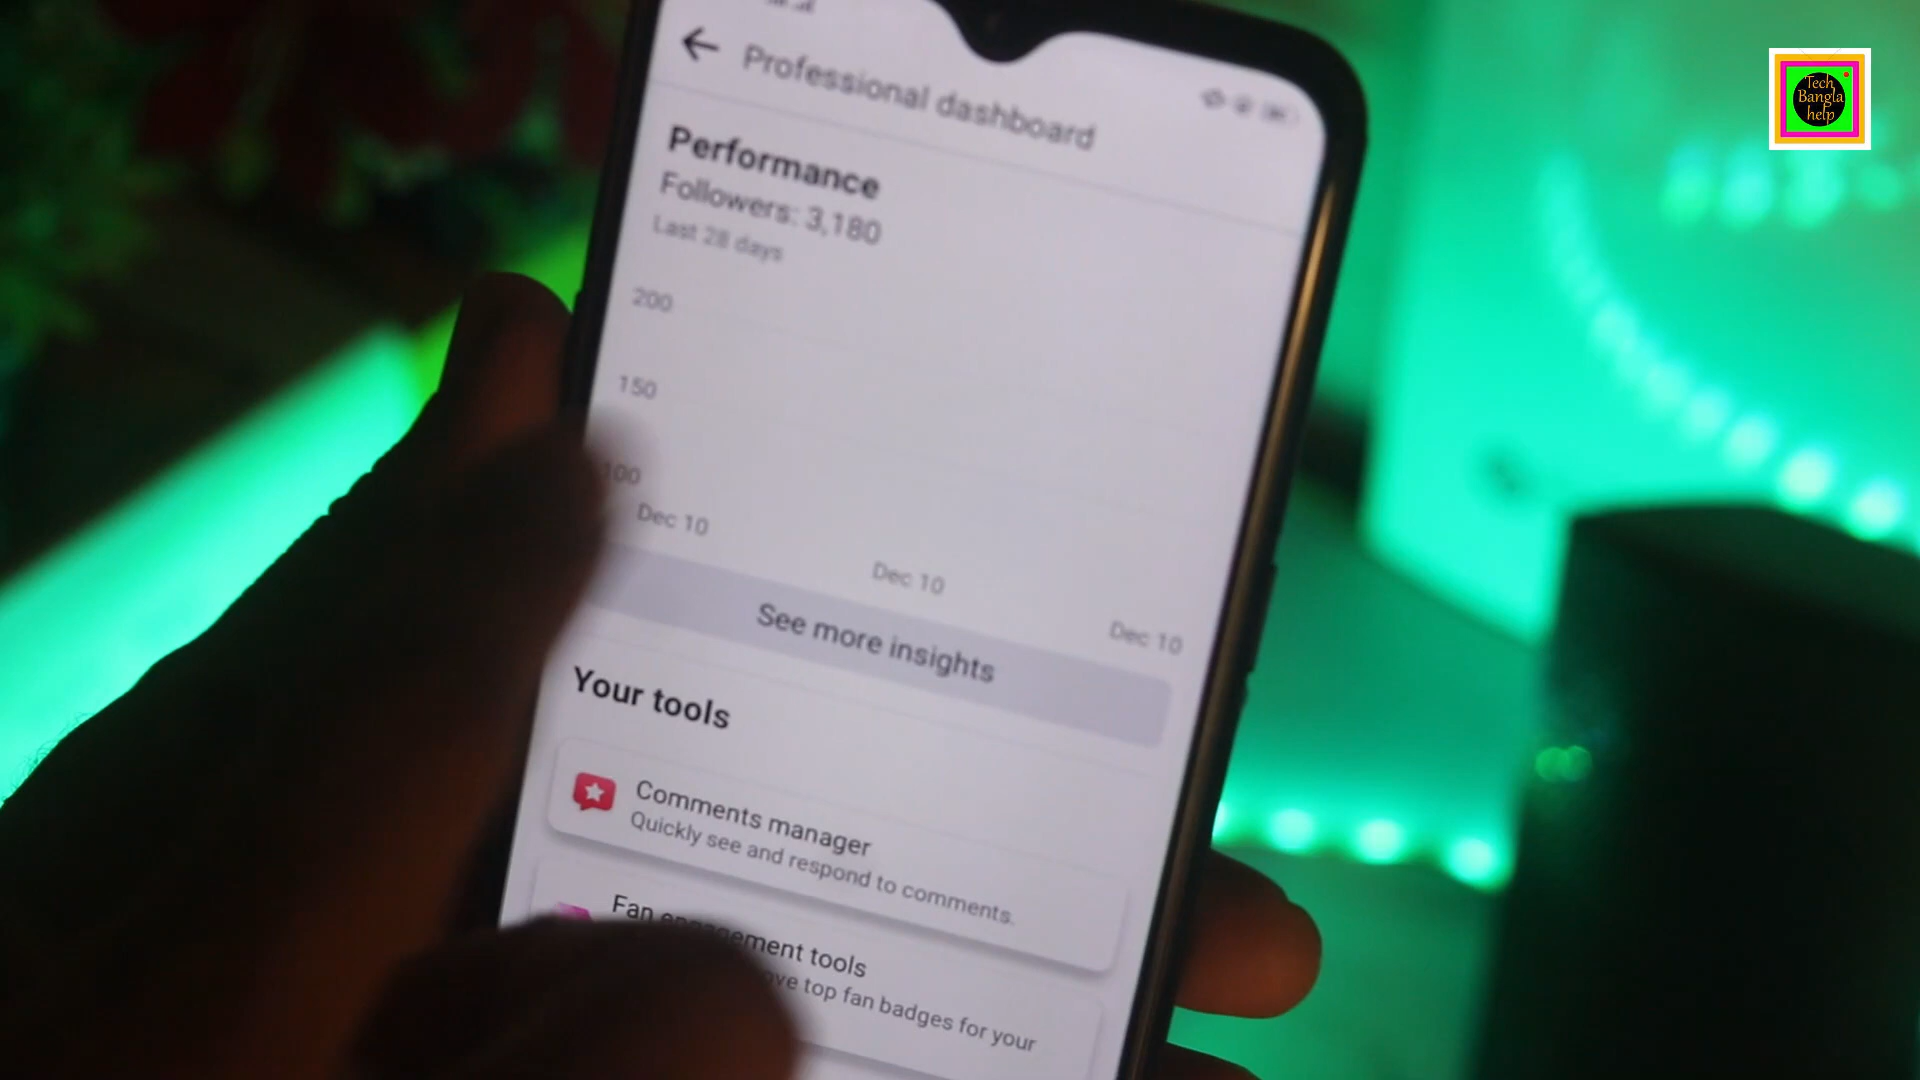 Professional dashboard
Performance
Followers: 3,180
Last 28 days
200
150
100
Dec 10
Dec 10
Dec 10
See more insights
Your tools
Comments manager
Quickly see and respond to comments.
Fan engagement tools
top fan badges for your
Tech
Bangla
help